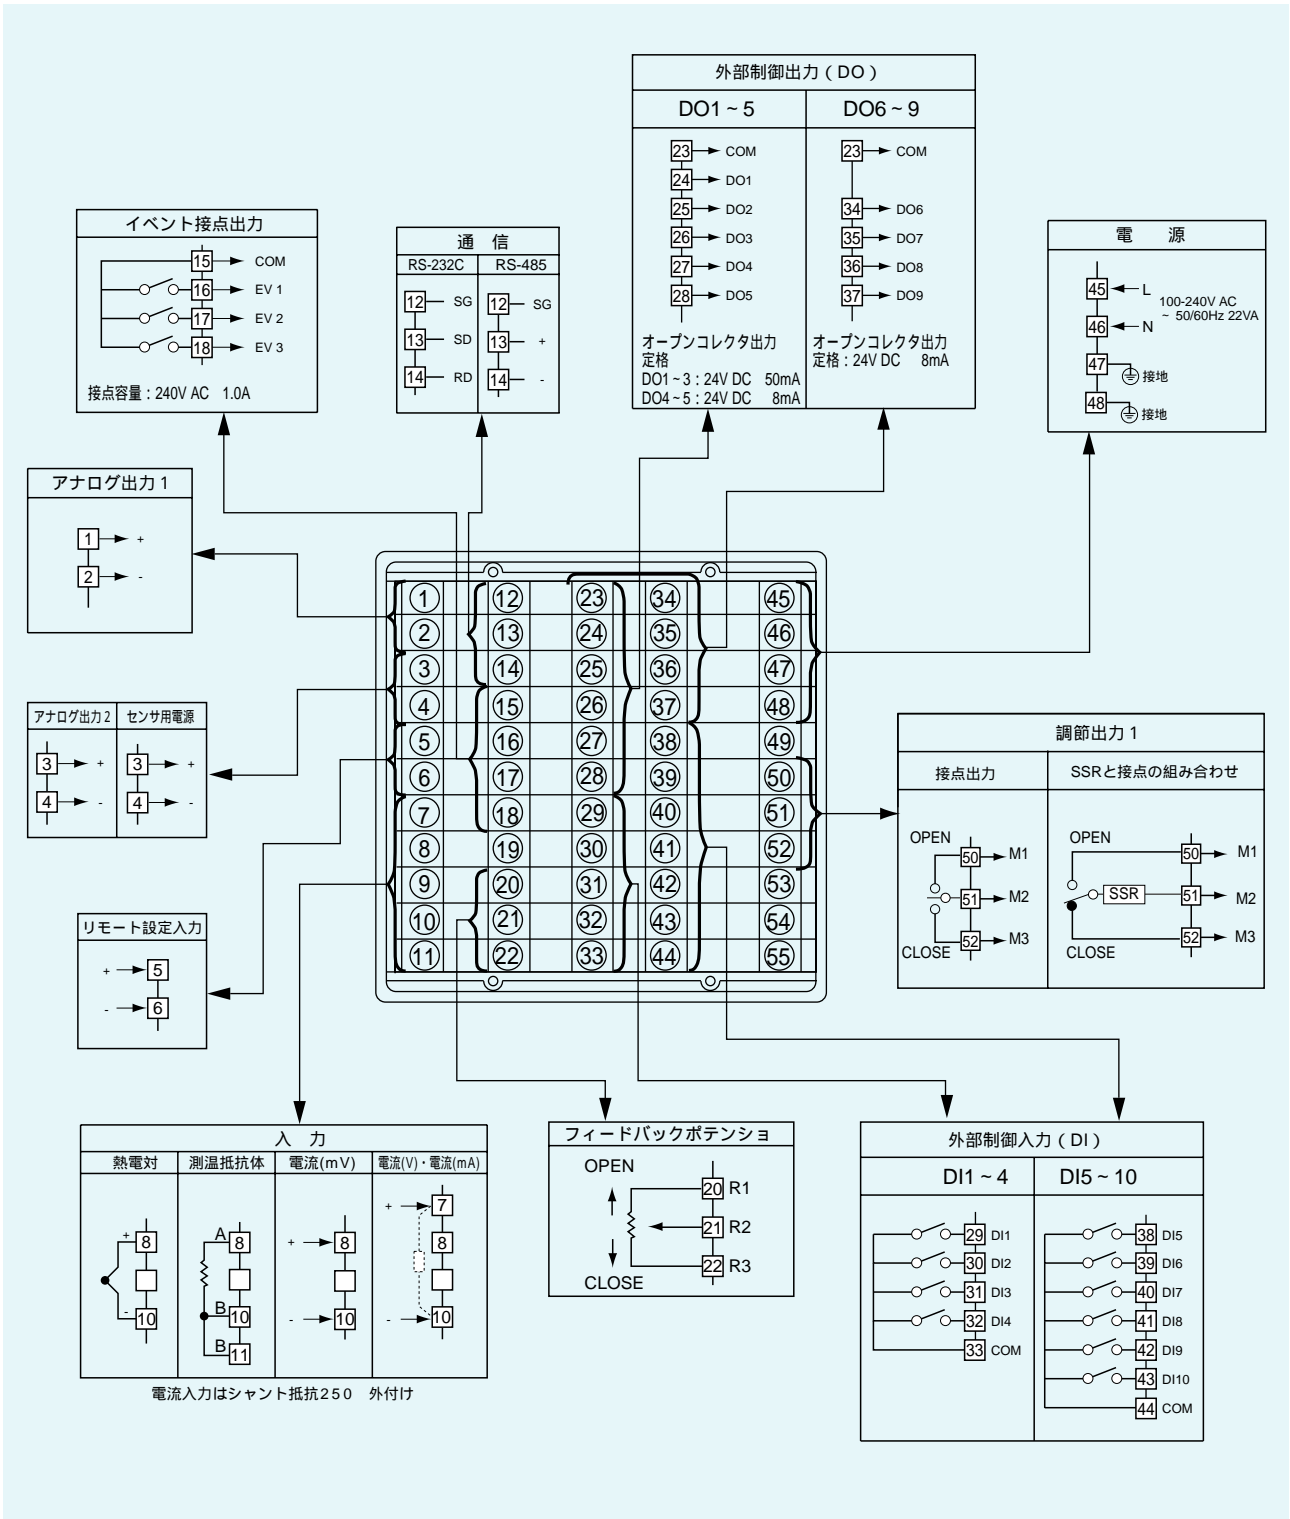 外部制御出力(DO)
DO1~5 DO6~9
23 COM
24 DO1
25 DO2
26 DO3
27 DO4
28 DO5
オープンコレクタ出力
定格
DO1~3:24V DC 50mA
DO4~5:24V DC 8mA
23 COM
34 DO6
35 DO7
36 DO8
37 DO9
オープンコレクタ出力
定格:24V DC 8mA
イベント接点出力
15 COM
16 EV 1
17 EV 2
18 EV 3
接点容量:240V AC 1.0A
通 信
RS-232C RS-485
12 SG 12 SG
13 SD 13 +
14 RD 14 -
電 源
45 L
46 N
100-240V AC
~ 50/60Hz 22VA
47 接地
48 接地
アナログ出力1
1 +
2 -
アナログ出力2 センサ用電源
3 + 3 +
4 - 4 -
リモート設定入力
+ 5
- 6
1 12 23 34 45
2 13 24 35 46
3 14 25 36 47
4 15 26 37 48
5 16 27 38 49
6 17 28 39 50
7 18 29 40 51
8 19 30 41 52
9 20 31 42 53
10 21 32 43 54
11 22 33 44 55
調節出力1
接点出力 SSRと接点の組み合わせ
OPEN
50 M1
51 M2
52 M3
CLOSE
OPEN
50 M1
SSR 51 M2
52 M3
CLOSE
入 力
熱電対 測温抵抗体 電流(mV) 電流(V)・電流(mA)
+ 8
- 10
A 8
B 10
B 11
+ 8
- 10
+ 7
8
- 10
電流入力はシャント抵抗250 外付け
フィードバックポテンショ
OPEN
20 R1
21 R2
22 R3
CLOSE
外部制御入力(DI)
DI1~4 DI5~10
29 DI1
30 DI2
31 DI3
32 DI4
33 COM
38 DI5
39 DI6
40 DI7
41 DI8
42 DI9
43 DI10
44 COM